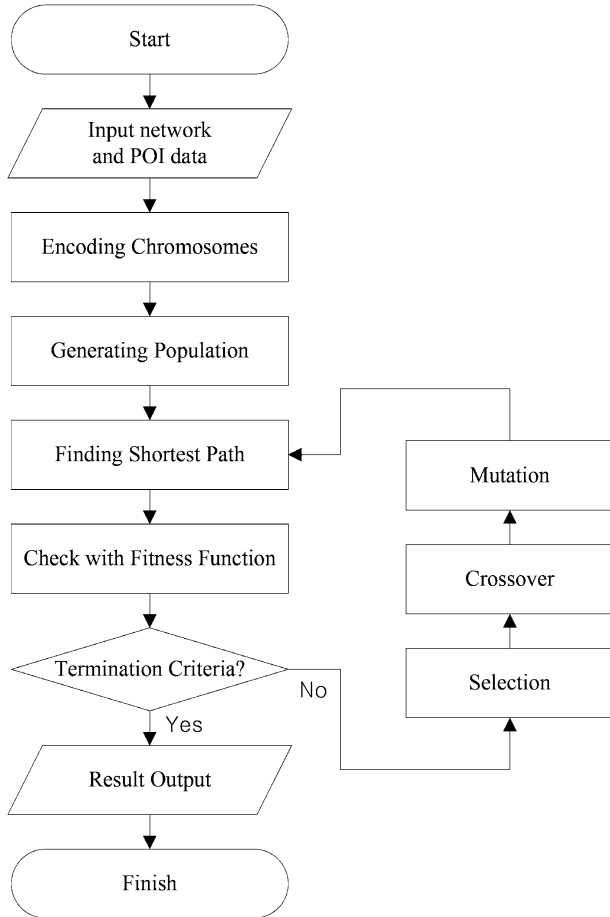 Start
Input network
and POI data
Encoding Chromosomes
Generating Population
Finding Shortest Path
Check with Fitness Function
Termination Criteria?
No
Yes
Result Output
Finish
Mutation
Crossover
Selection